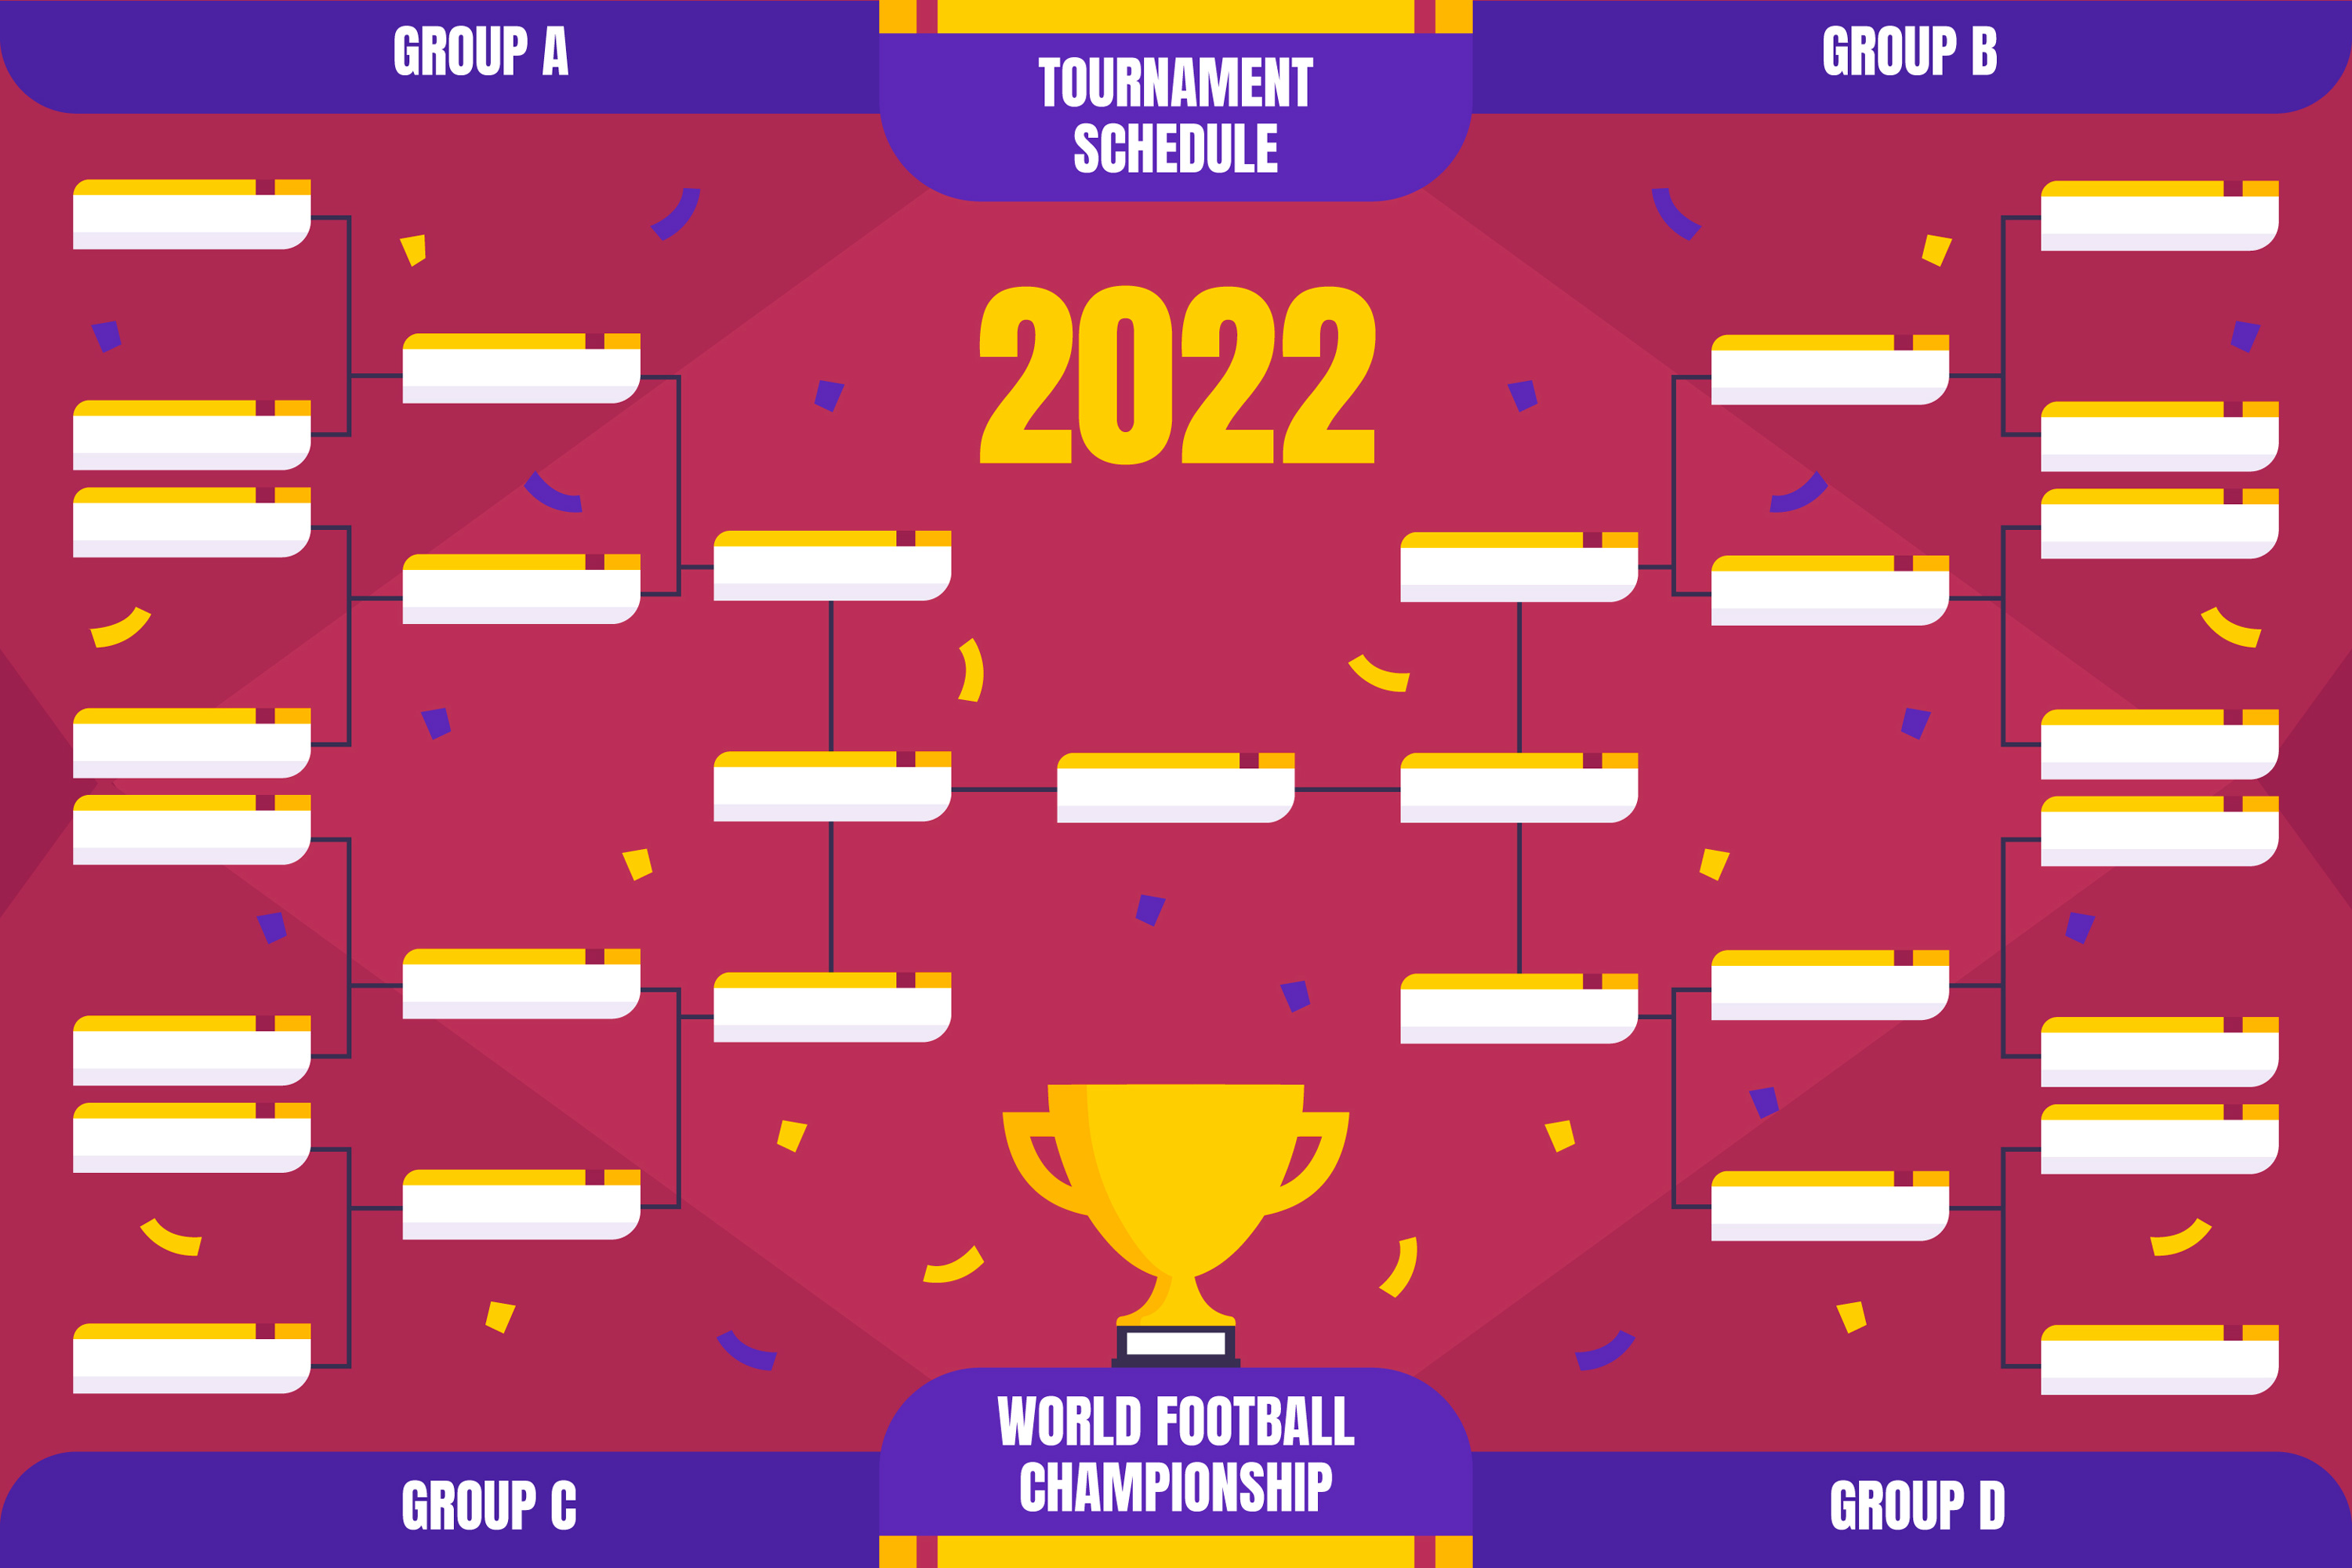 GROUP A
TOURNAMENT
SCHEDULE
GROUP B
2022
WORLD FOOTBALL
CHAMPIONSHIP
GROUP C
GROUP D